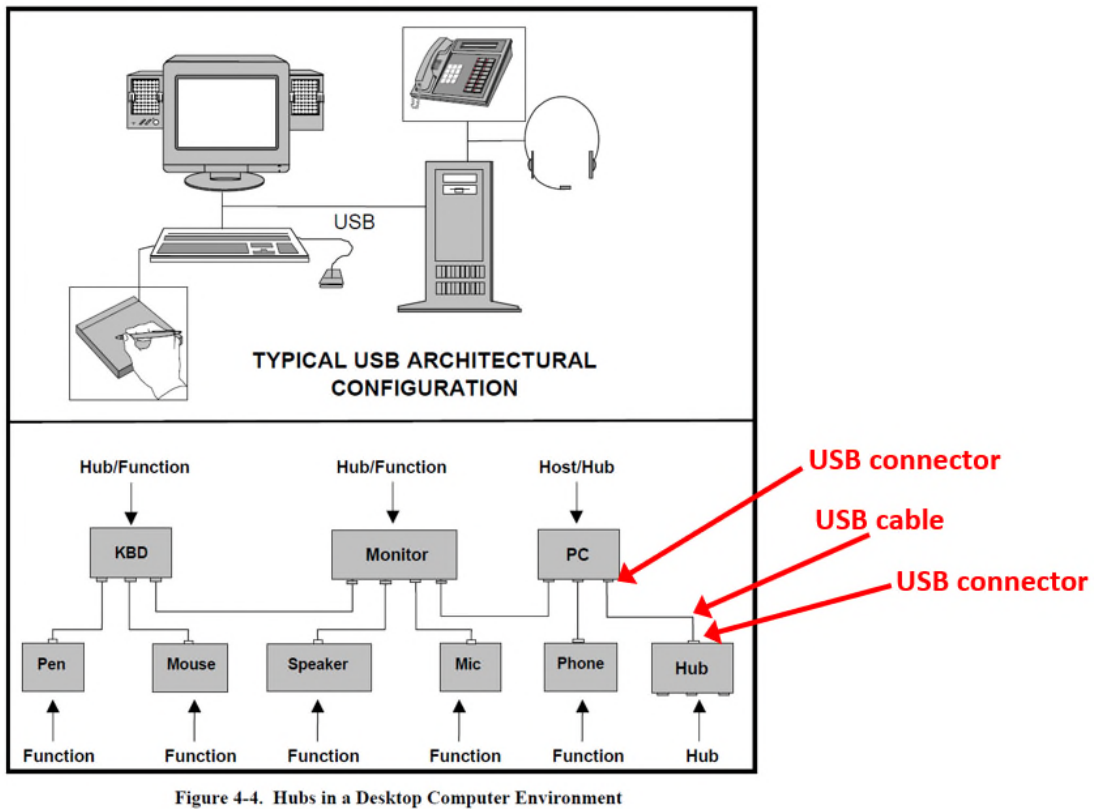 USB
TYPICAL USB ARCHITECTURAL
CONFIGURATION
Hub/Function
Hub/Function
Host/Hub
USB connector
USB cable
USB connector
KBD
Monitor
PC
Pen
Mouse
Speaker
Mic
Phone
Hub
Function
Function
Function
Function
Function
Hub
Figure 4-4. Hubs in a Desktop Computer Environment